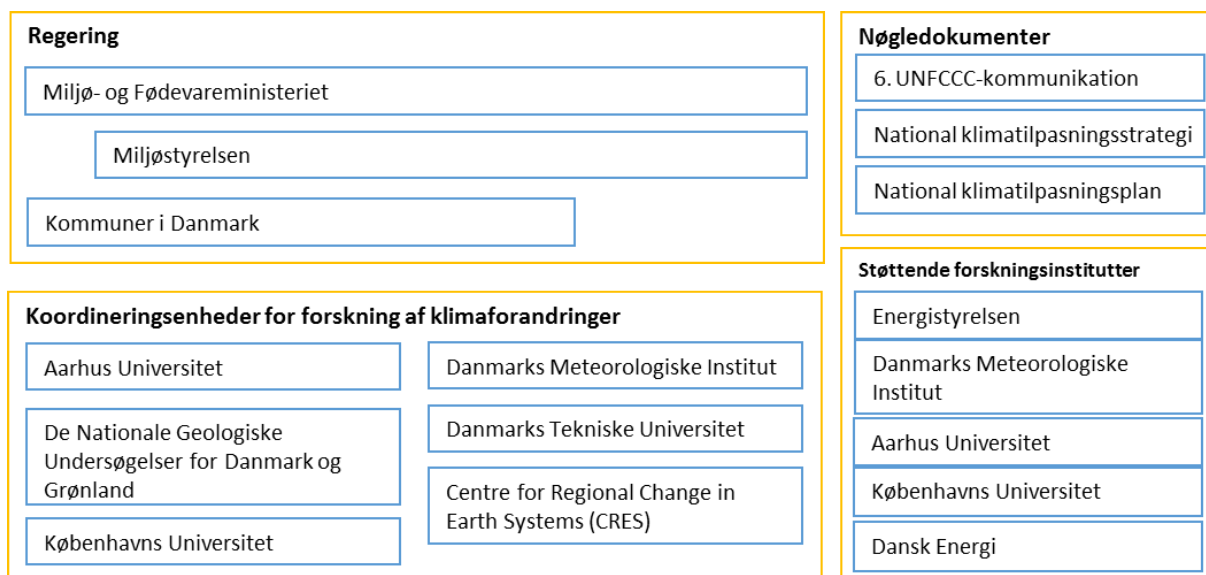 Regering
Miljø- og Fødevareministeriet
Miljøstyrelsen
Kommuner i Danmark
Nøgledokumenter
6. UNFCCC-kommunikation
National klimatilpasningsstrategi
National klimatilpasningsplan
Koordineringsenheder for forskning af klimaforandringer
Aarhus Universitet
De Nationale Geologiske
Undersøgelser for Danmark og
Grønland
Københavns Universitet
Danmarks Meteorologiske Institut
Danmarks Tekniske Universitet
Centre for Regional Change in
Earth Systems (CRES)
Støttende forskningsinstitutter
Energistyrelsen
Danmarks Meteorologiske
Institut
Aarhus Universitet
Københavns Universitet
Dansk Energi